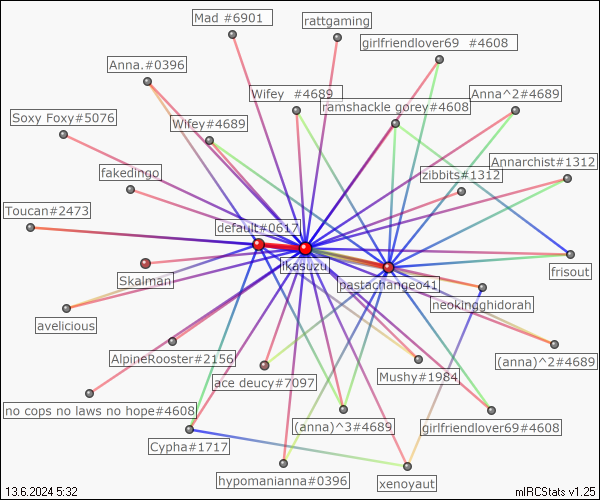 Mad #6901
rattgaming
girlfriendlover69 #4608
Anna.#0396
Wifey #4689
Anna^2#4689
ramshackle gorey#4608
Soxy Foxy#5076
Wifey#4689
Annarchist#1312
fakedingo
zibbits#1312
Toucan#2473
default#0617
ikasuzu
Skalman
frisout
pastachangeo41
neokingghidorah
avelicious
AlpineRooster#2156
(anna)^2#4689
Mushy#1984
ace deucy#7097
no cops no laws no hope#4608
(anna)^3#4689
girlfriendlover69#4608
Cypha#1717
hypomanianna#0396
xenoyaut
13.6.2024 5:32
mIRCStats v1.25